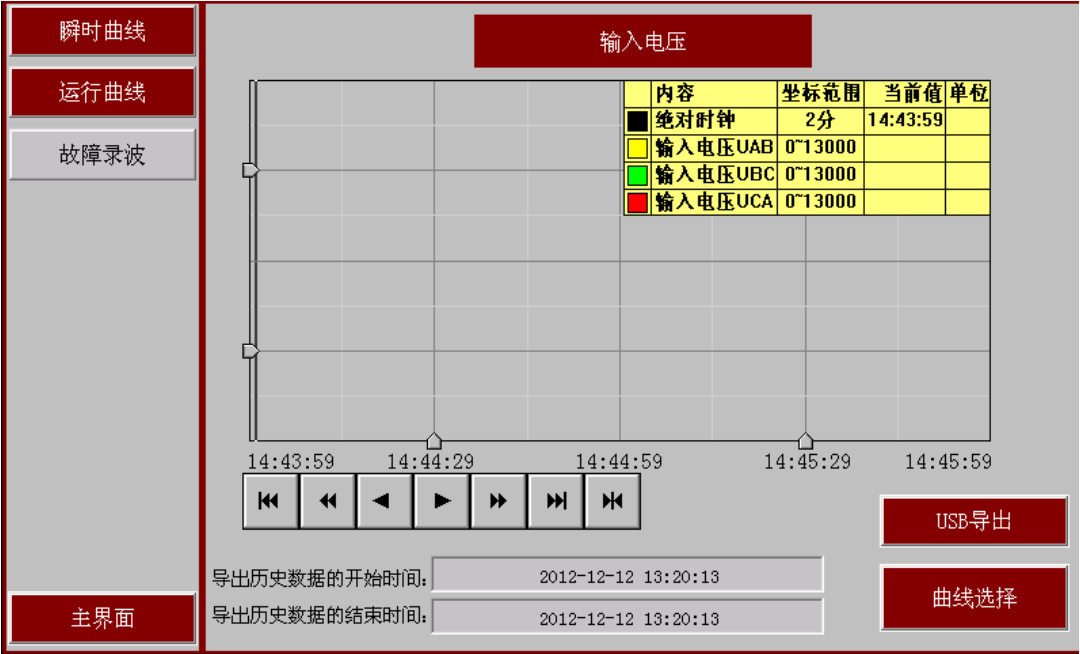 瞬时曲线
运行曲线
故障录波
主界面
输入电压
内容 坐标范围 当前值 单位
绝对时钟 2分 14:43:59
输入电压UAB 0~13000
输入电压UBC 0~13000
输入电压UCA 0~13000
14:43:59 14:44:29 14:44:59 14:45:29 14:45:59
USB导出
导出历史数据的开始时间: 2012-12-12 13:20:13
曲线选择
导出历史数据的结束时间: 2012-12-12 13:20:13